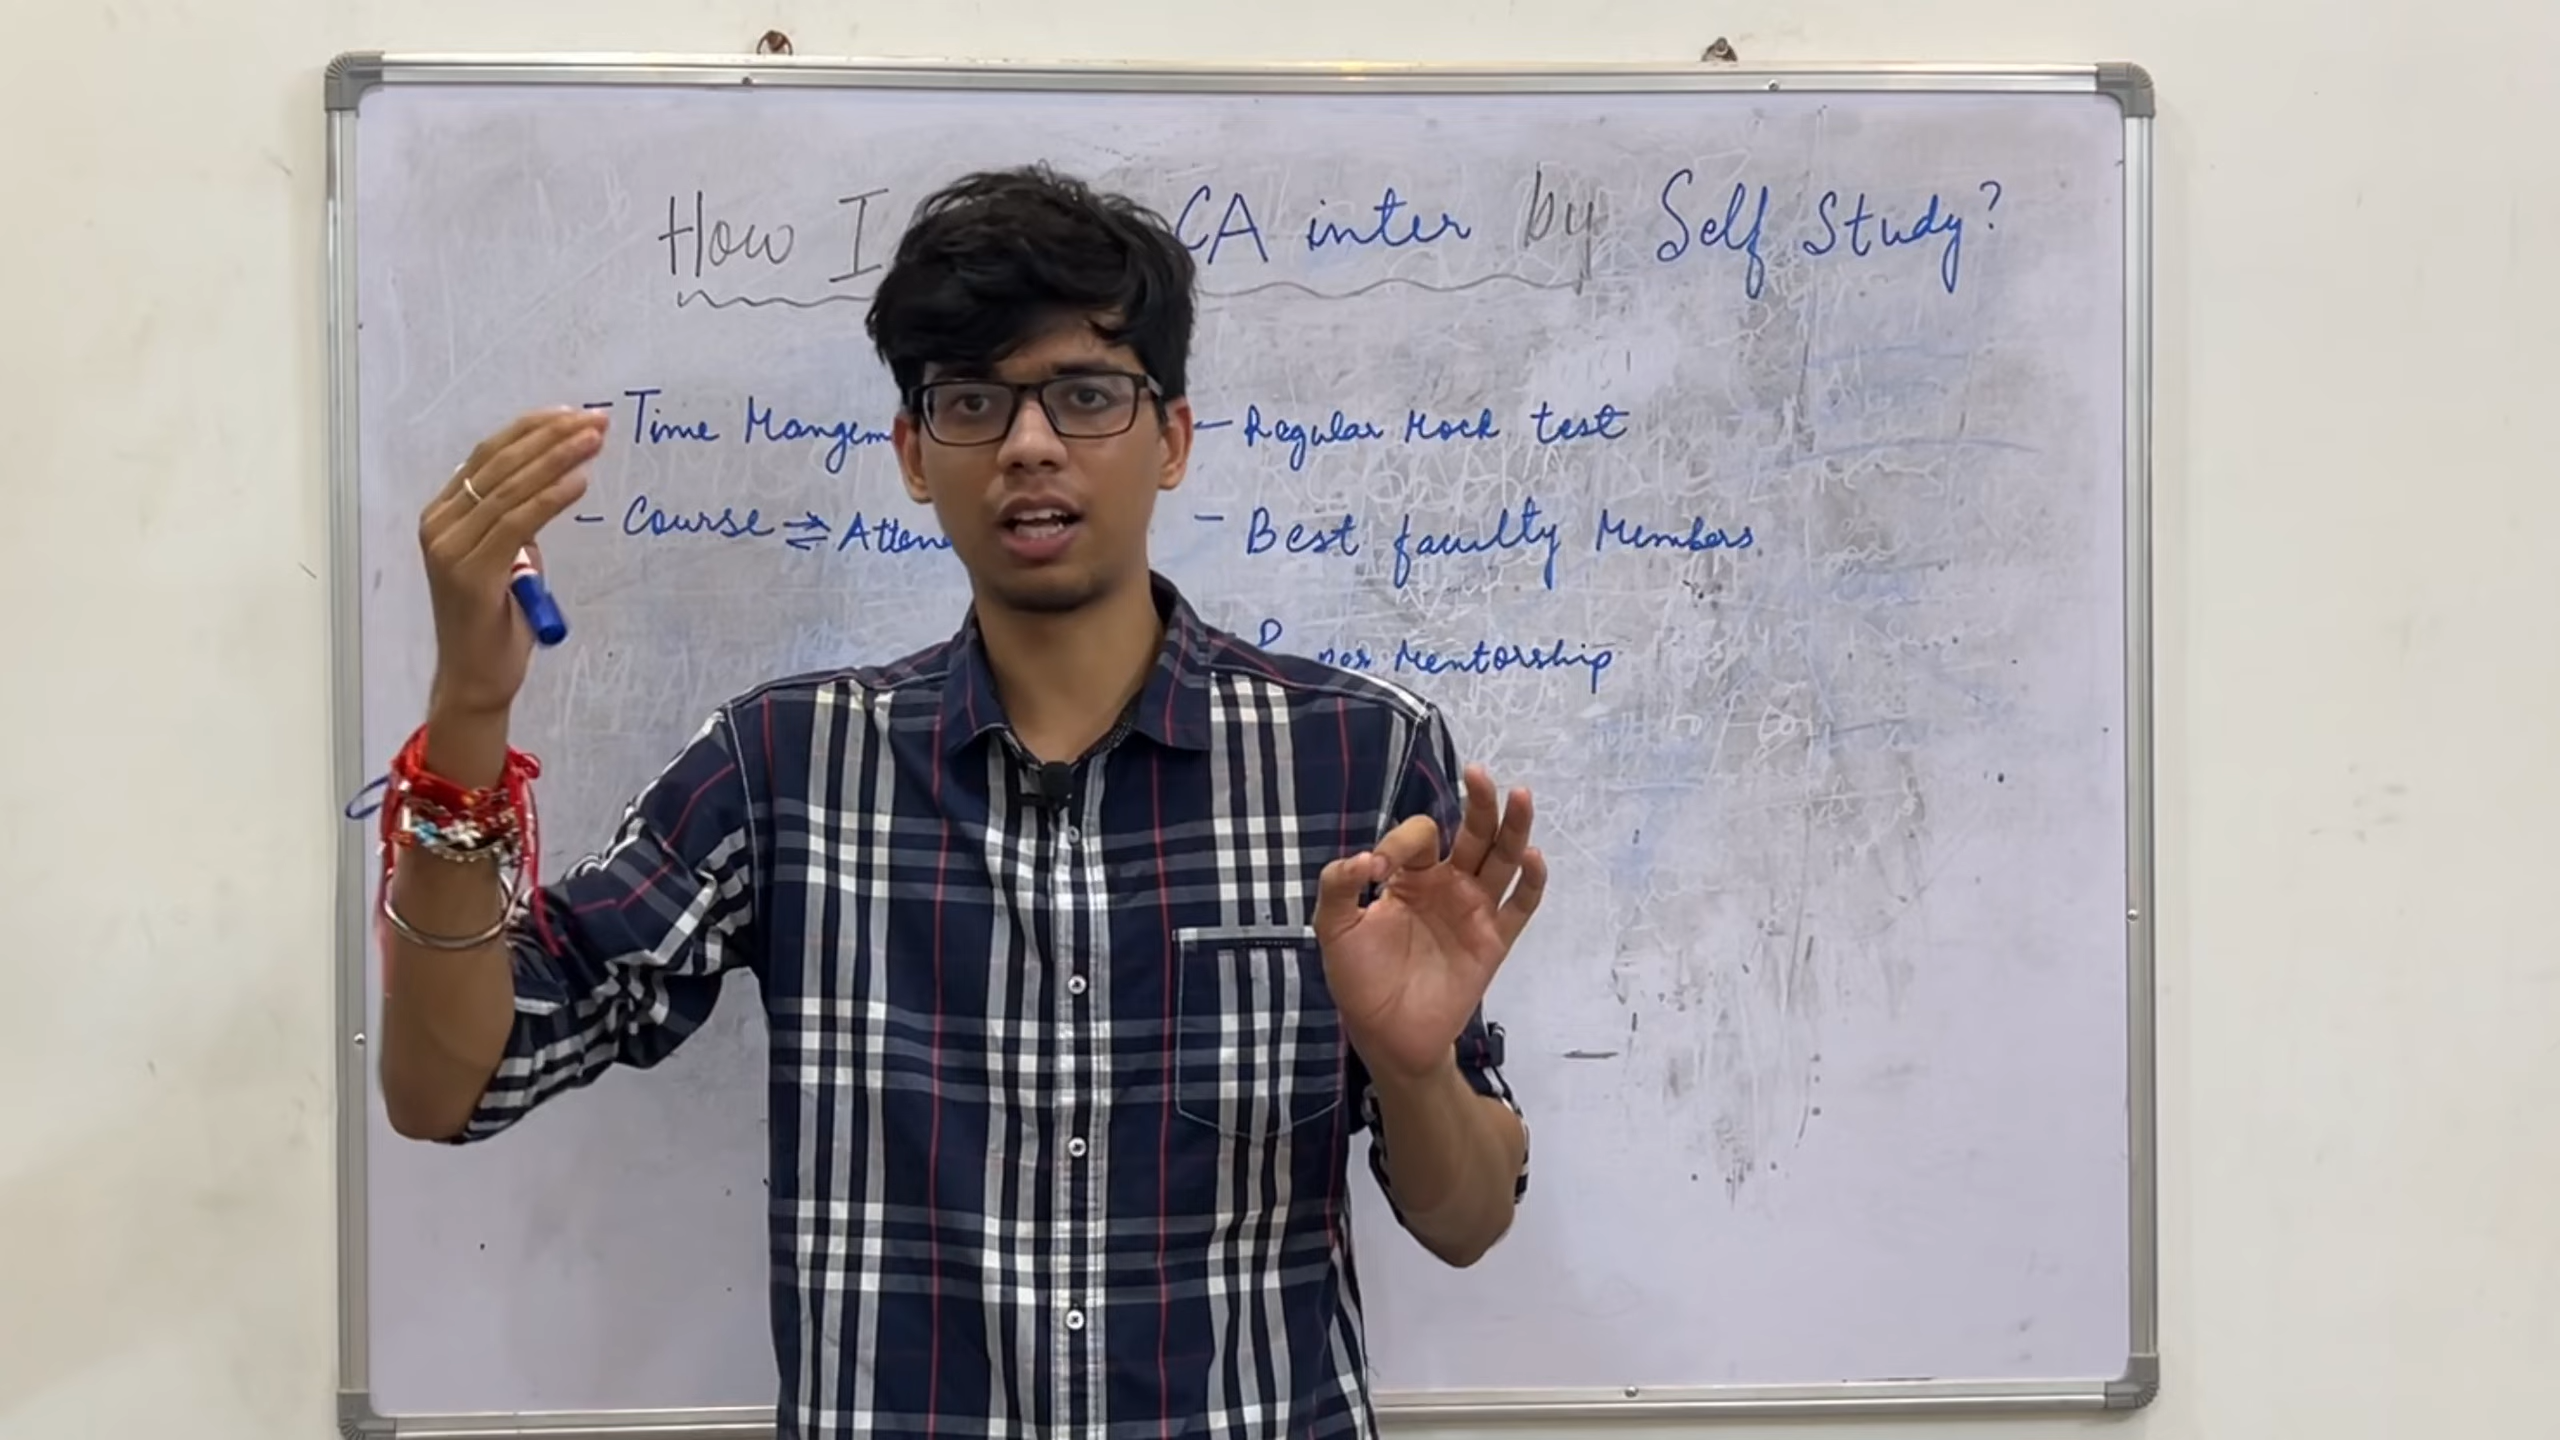 How I CA inter by Self Study?
- Time Mangem
- Course ⇌ Atten
- Regular Mock test
- Best faculty Members
Mentorship